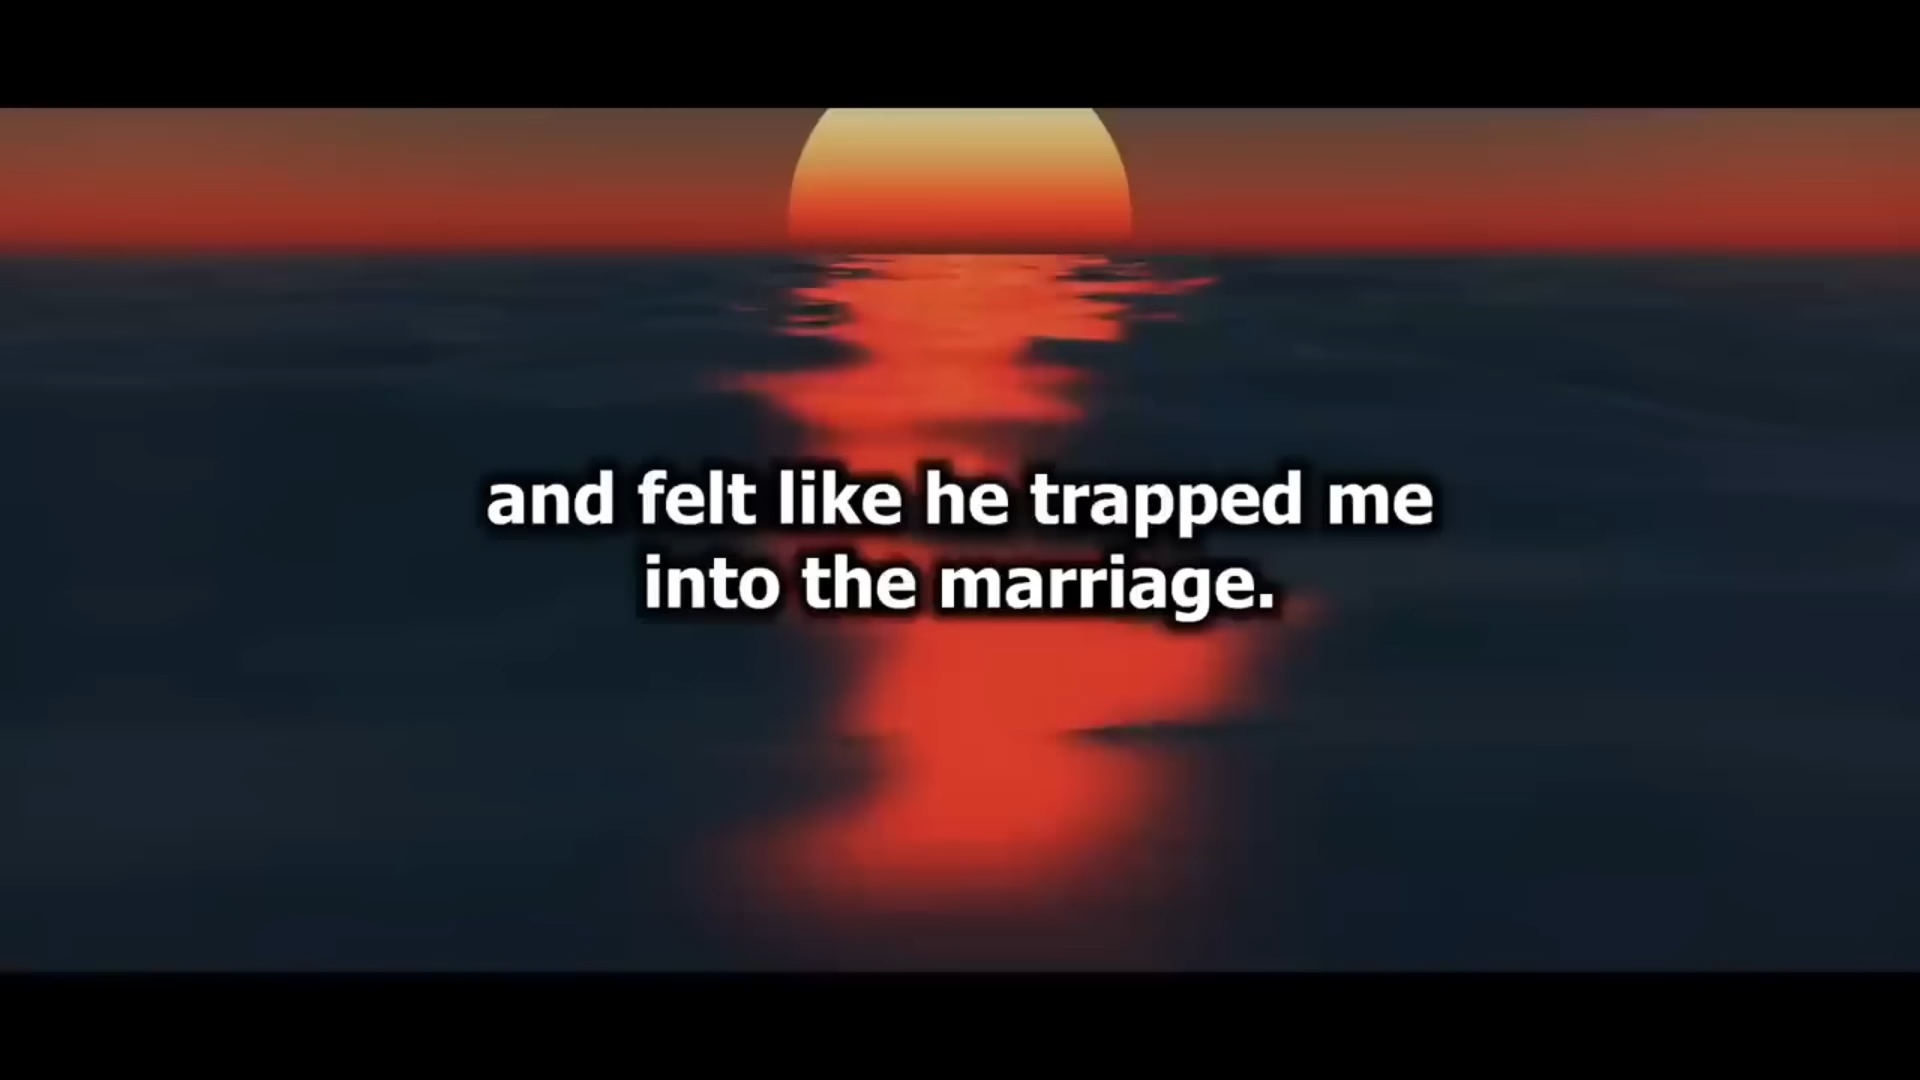 and felt like he trapped me
into the marriage.